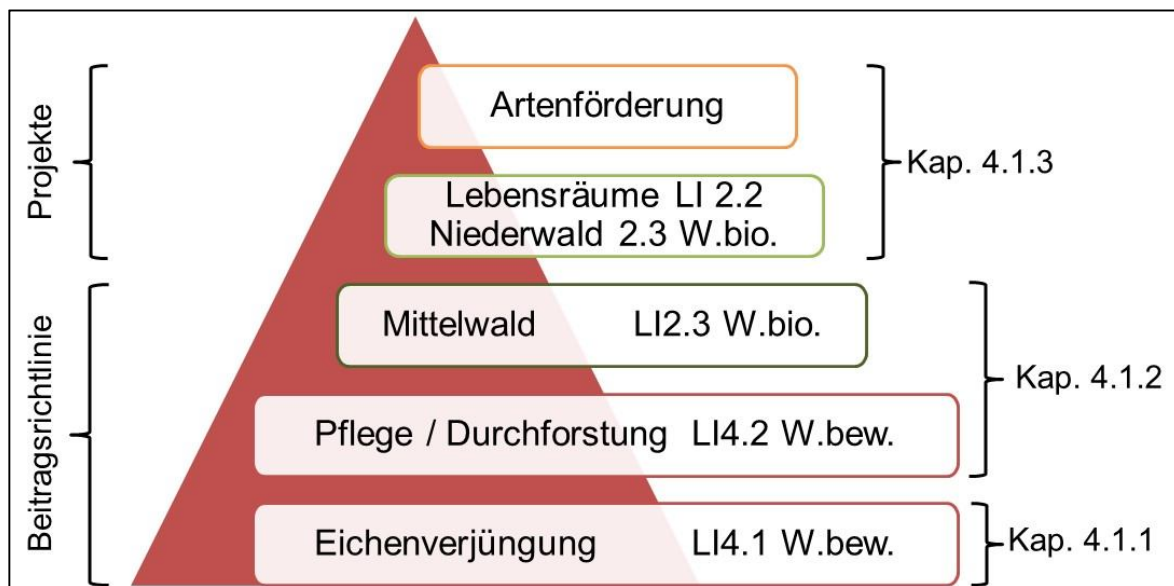 Projekte
Artenförderung
Lebensräume LI 2.2
Niederwald 2.3 W.bio.
Kap. 4.1.3
Beitragsrichtlinie
Mittelwald LI2.3 W.bio.
Pflege / Durchforstung LI4.2 W.bew.
Kap. 4.1.2
Eichenverjüngung LI4.1 W.bew.
Kap. 4.1.1